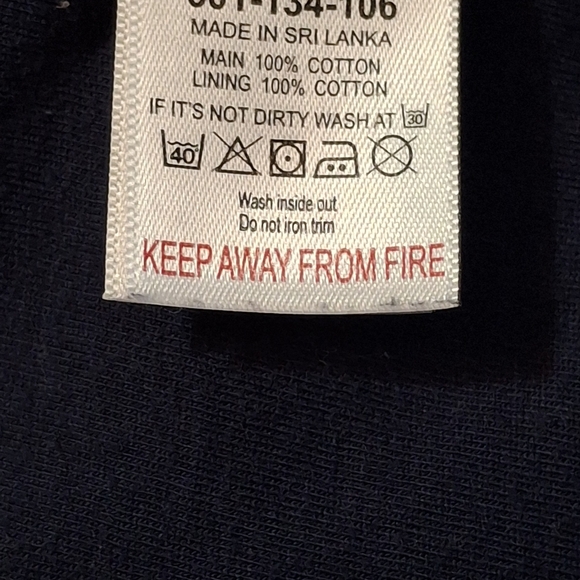 MADE IN SRI LANKA
MAIN 100% COTTON
LINING 100% COTTON
IF IT'S NOT DIRTY WASH AT 30
40
Wash inside out
Do not iron trim
KEEP AWAY FROM FIRE